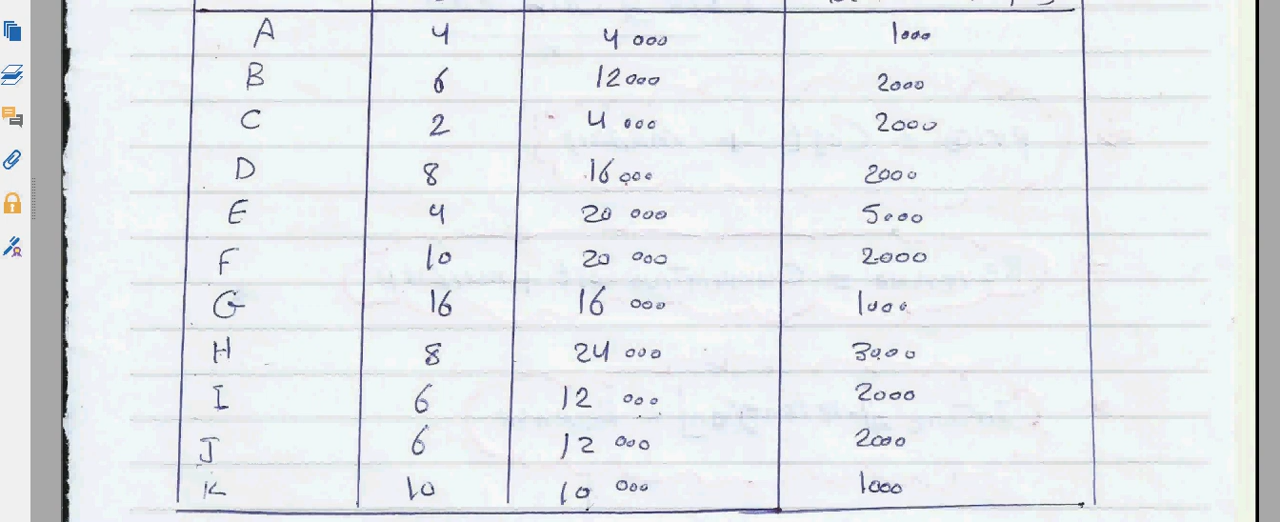 A 4 4 000 1000
B 6 12000 2000
C 2 4 000 2000
D 8 16 000 2000
E 4 20 000 5000
F 10 20 000 2000
G 16 16 000 1000
H 8 24 000 3000
I 6 12 000 2000
J 6 12 000 2000
K 10 10 000 1000